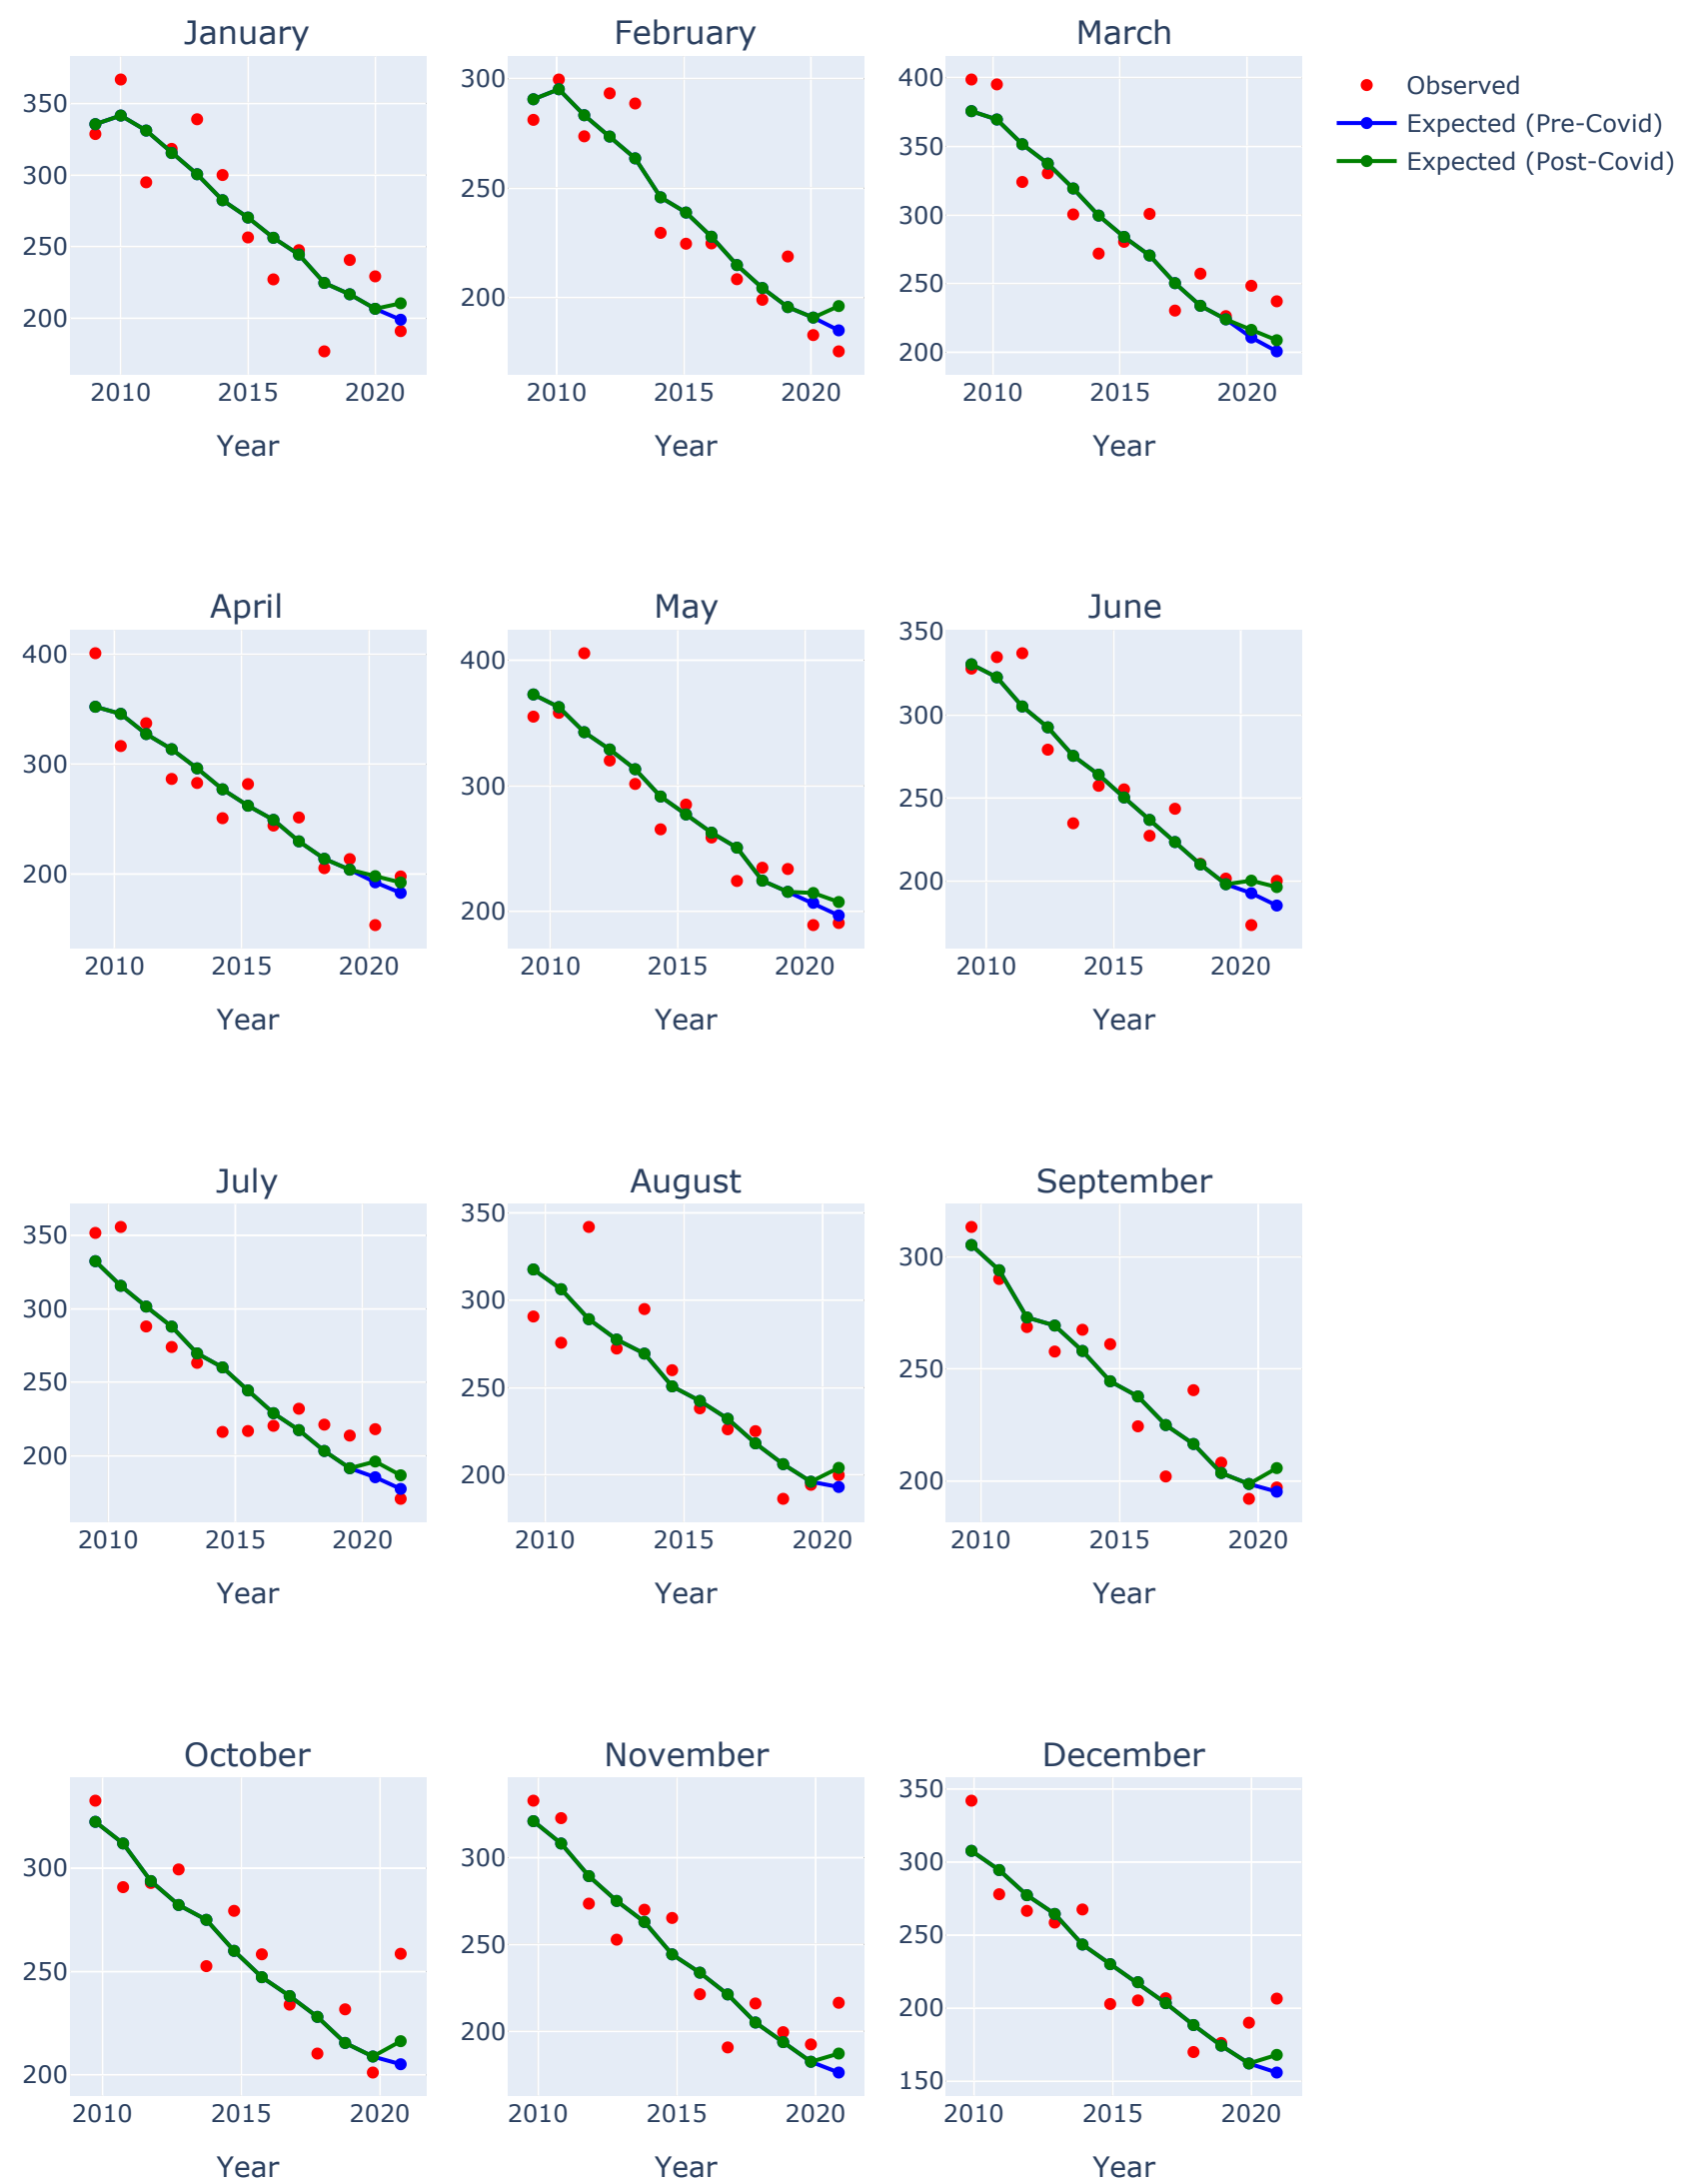 January February March
350
300
250
200
2010 2015 2020
Year
300
250
200
2010 2015 2020
Year
400
350
300
250
200
2010 2015 2020
Year
Observed
Expected (Pre-Covid)
Expected (Post-Covid)
April May June
400
300
200
2010 2015 2020
Year
400
300
200
2010 2015 2020
Year
350
300
250
200
2010 2015 2020
Year
July August September
350
300
250
200
2010 2015 2020
Year
350
300
250
200
2010 2015 2020
Year
300
250
200
2010 2015 2020
Year
October November December
300
250
200
2010 2015 2020
Year
300
250
200
2010 2015 2020
Year
350
300
250
200
150
2010 2015 2020
Year